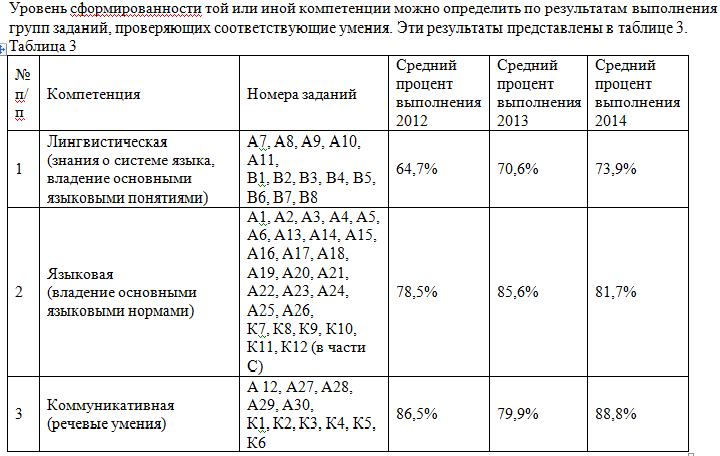 Уровень сформированности той или иной компетенции можно определить по результатам выполнения
групп заданий, проверяющих соответствующие умения. Эти результаты представлены в таблице 3.
Таблица 3
№
п/
п
Компетенция
Номера заданий
Средний
процент
выполнения
2012
Средний
процент
выполнения
2013
Средний
процент
выполнения
2014
1
Лингвистическая
(знания о системе языка,
владение основными
языковыми понятиями)
А7, А8, А9, А10,
А11,
В1, В2, В3, В4, В5,
В6, В7, В8
64,7%
70,6%
73,9%
2
Языковая
(владение основными
языковыми нормами)
А1, А2, А3, А4, А5,
А6, А13, А14, А15,
А16, А17, А18,
А19, А20, А21,
А22, А23, А24,
А25, А26,
К7, К8, К9, К10,
К11, К12 (в части
С)
78,5%
85,6%
81,7%
3
Коммуникативная
(речевые умения)
А 12, А27, А28,
А29, А30,
К1, К2, К3, К4, К5,
К6
86,5%
79,9%
88,8%